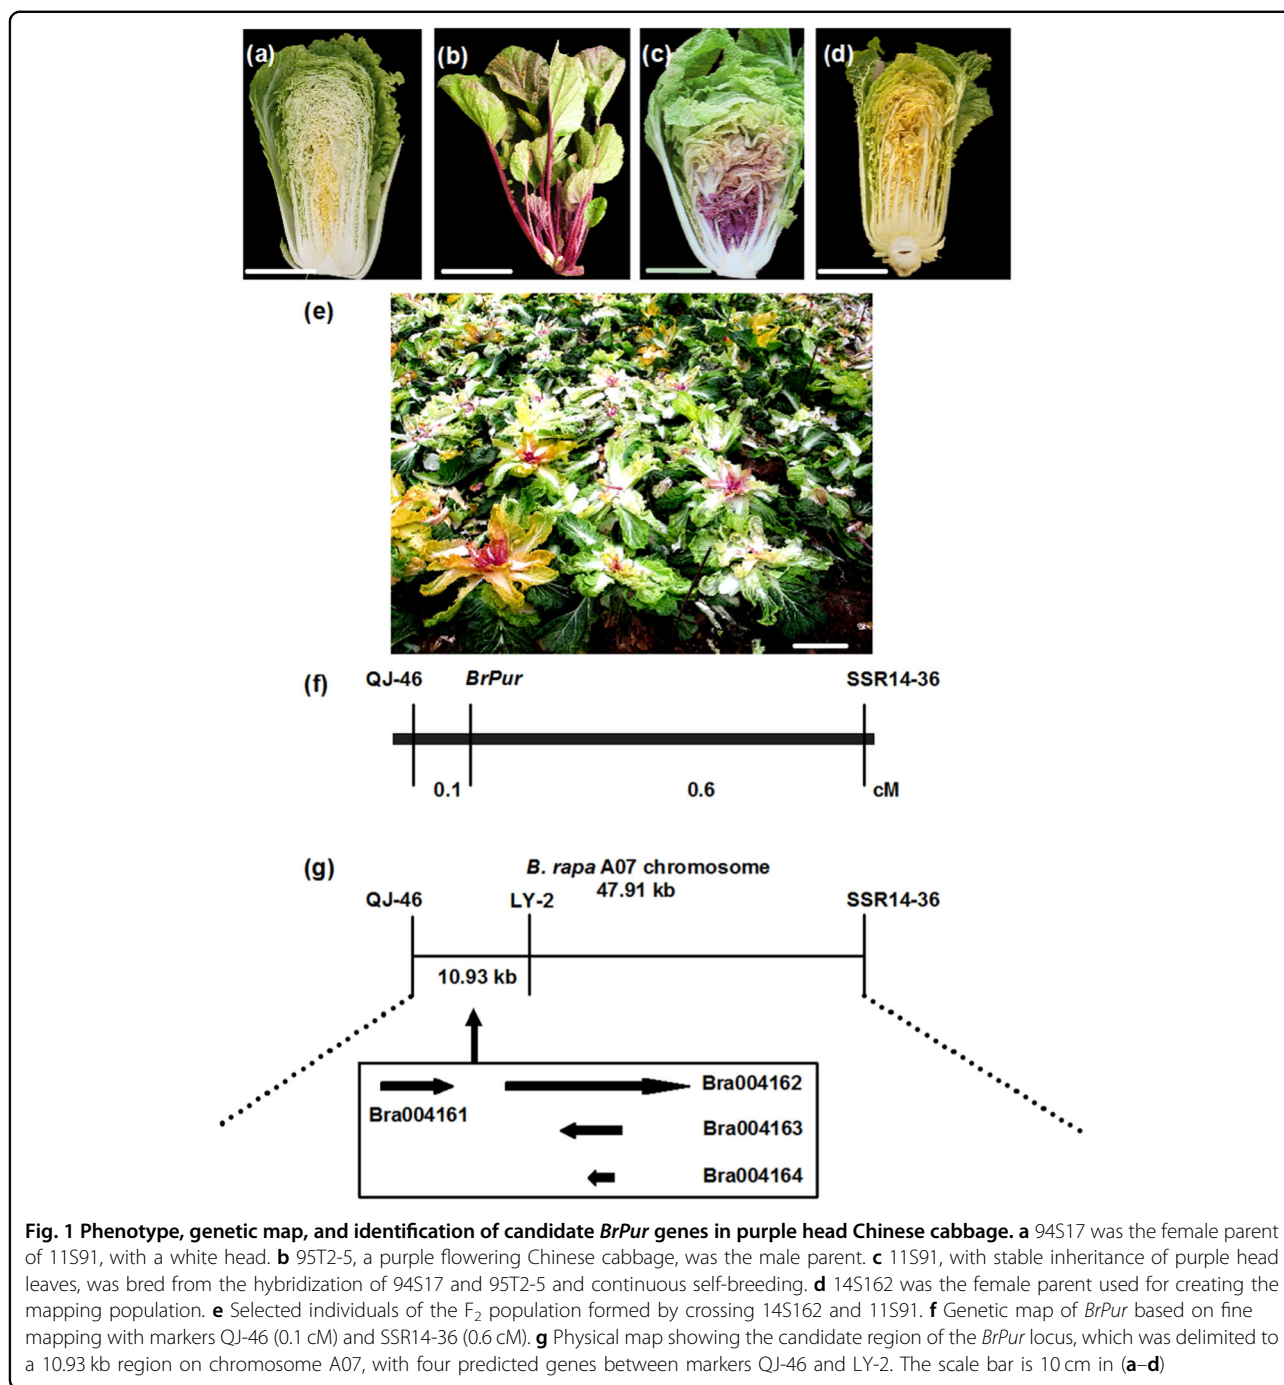 (a)
(b)
(c)
(d)
(e)
(f)
QJ-46
BrPur
SSR14-36
0.1
0.6
cM
(g)
B. rapa A07 chromosome
47.91 kb
QJ-46
LY-2
SSR14-36
10.93 kb
Bra004161
Bra004162
Bra004163
Bra004164
Fig. 1 Phenotype, genetic map, and identification of candidate BrPur genes in purple head Chinese cabbage. a 94S17 was the female parent
of 11S91, with a white head. b 95T2-5, a purple flowering Chinese cabbage, was the male parent. c 11S91, with stable inheritance of purple head
leaves, was bred from the hybridization of 94S17 and 95T2-5 and continuous self-breeding. d 14S162 was the female parent used for creating the
mapping population. e Selected individuals of the F2 population formed by crossing 14S162 and 11S91. f Genetic map of BrPur based on fine
mapping with markers QJ-46 (0.1 cM) and SSR14-36 (0.6 cM). g Physical map showing the candidate region of the BrPur locus, which was delimited to
a 10.93 kb region on chromosome A07, with four predicted genes between markers QJ-46 and LY-2. The scale bar is 10 cm in (a–d)